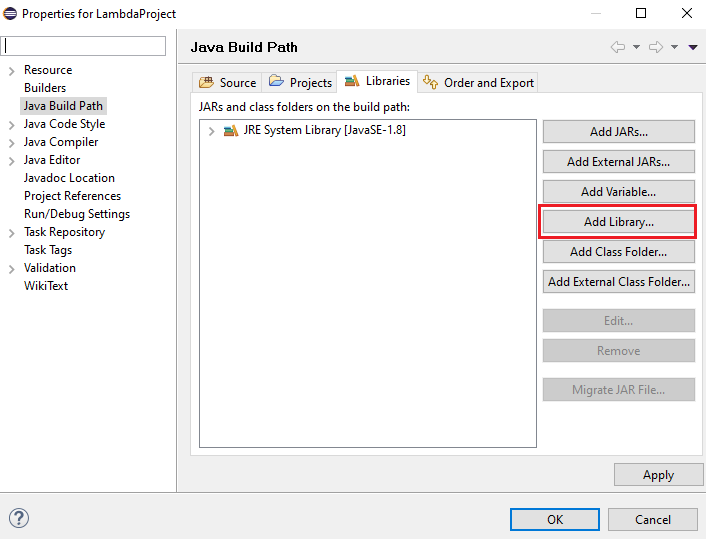 Properties for LambdaProject
Resource
Builders
Java Build Path
Java Code Style
Java Compiler
Java Editor
Javadoc Location
Project References
Run/Debug Settings
Task Repository
Task Tags
Validation
WikiText
Java Build Path
Source Projects Libraries Order and Export
JARs and class folders on the build path:
JRE System Library [JavaSE-1.8]
Add JARs...
Add External JARs...
Add Variable...
Add Library...
Add Class Folder...
Add External Class Folder...
Edit...
Remove
Migrate JAR File...
Apply
?
OK Cancel